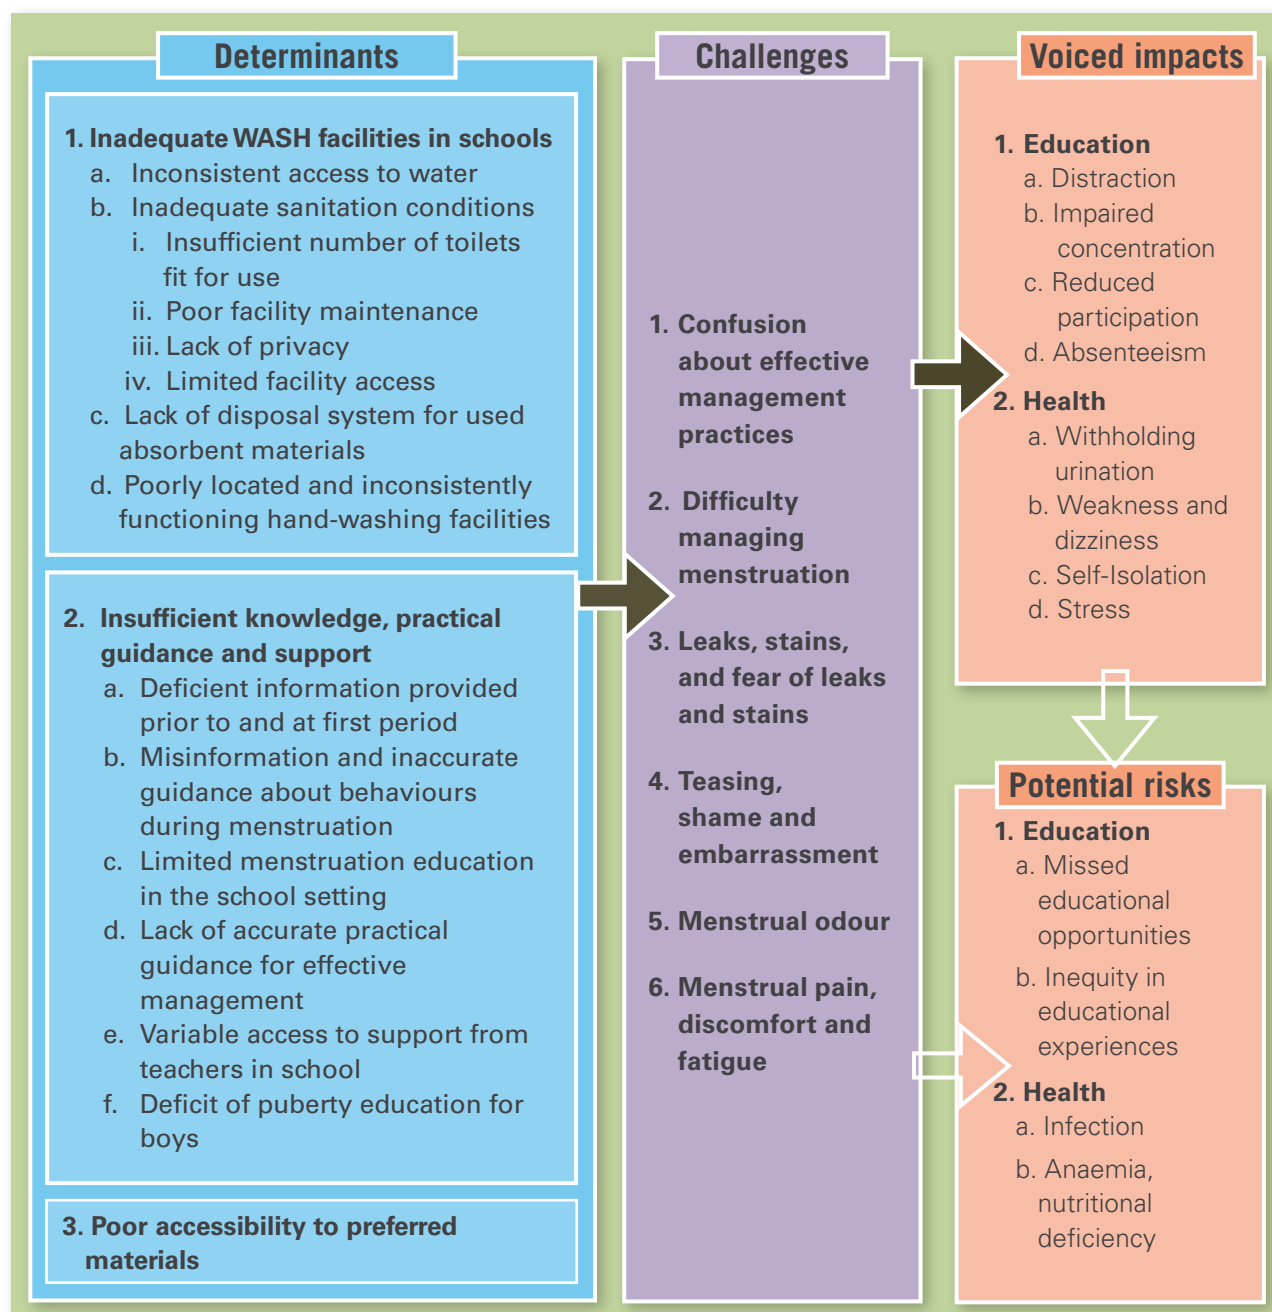 Determinants
1. Inadequate WASH facilities in schools
a. Inconsistent access to water
b. Inadequate sanitation conditions
i. Insufficient number of toilets
fit for use
ii. Poor facility maintenance
iii. Lack of privacy
iv. Limited facility access
c. Lack of disposal system for used
absorbent materials
d. Poorly located and inconsistently
functioning hand-washing facilities
2. Insufficient knowledge, practical
guidance and support
a. Deficient information provided
prior to and at first period
b. Misinformation and inaccurate
guidance about behaviours
during menstruation
c. Limited menstruation education
in the school setting
d. Lack of accurate practical
guidance for effective
management
e. Variable access to support from
teachers in school
f. Deficit of puberty education for
boys
3. Poor accessibility to preferred
materials
Challenges
1. Confusion
about effective
management
practices
2. Difficulty
managing
menstruation
3. Leaks, stains,
and fear of leaks
and stains
4. Teasing,
shame and
embarrassment
5. Menstrual odour
6. Menstrual pain,
discomfort and
fatigue
Voiced impacts
1. Education
a. Distraction
b. Impaired
concentration
c. Reduced
participation
d. Absenteeism
2. Health
a. Withholding
urination
b. Weakness and
dizziness
c. Self-Isolation
d. Stress
Potential risks
1. Education
a. Missed
educational
opportunities
b. Inequity in
educational
experiences
2. Health
a. Infection
b. Anaemia,
nutritional
deficiency